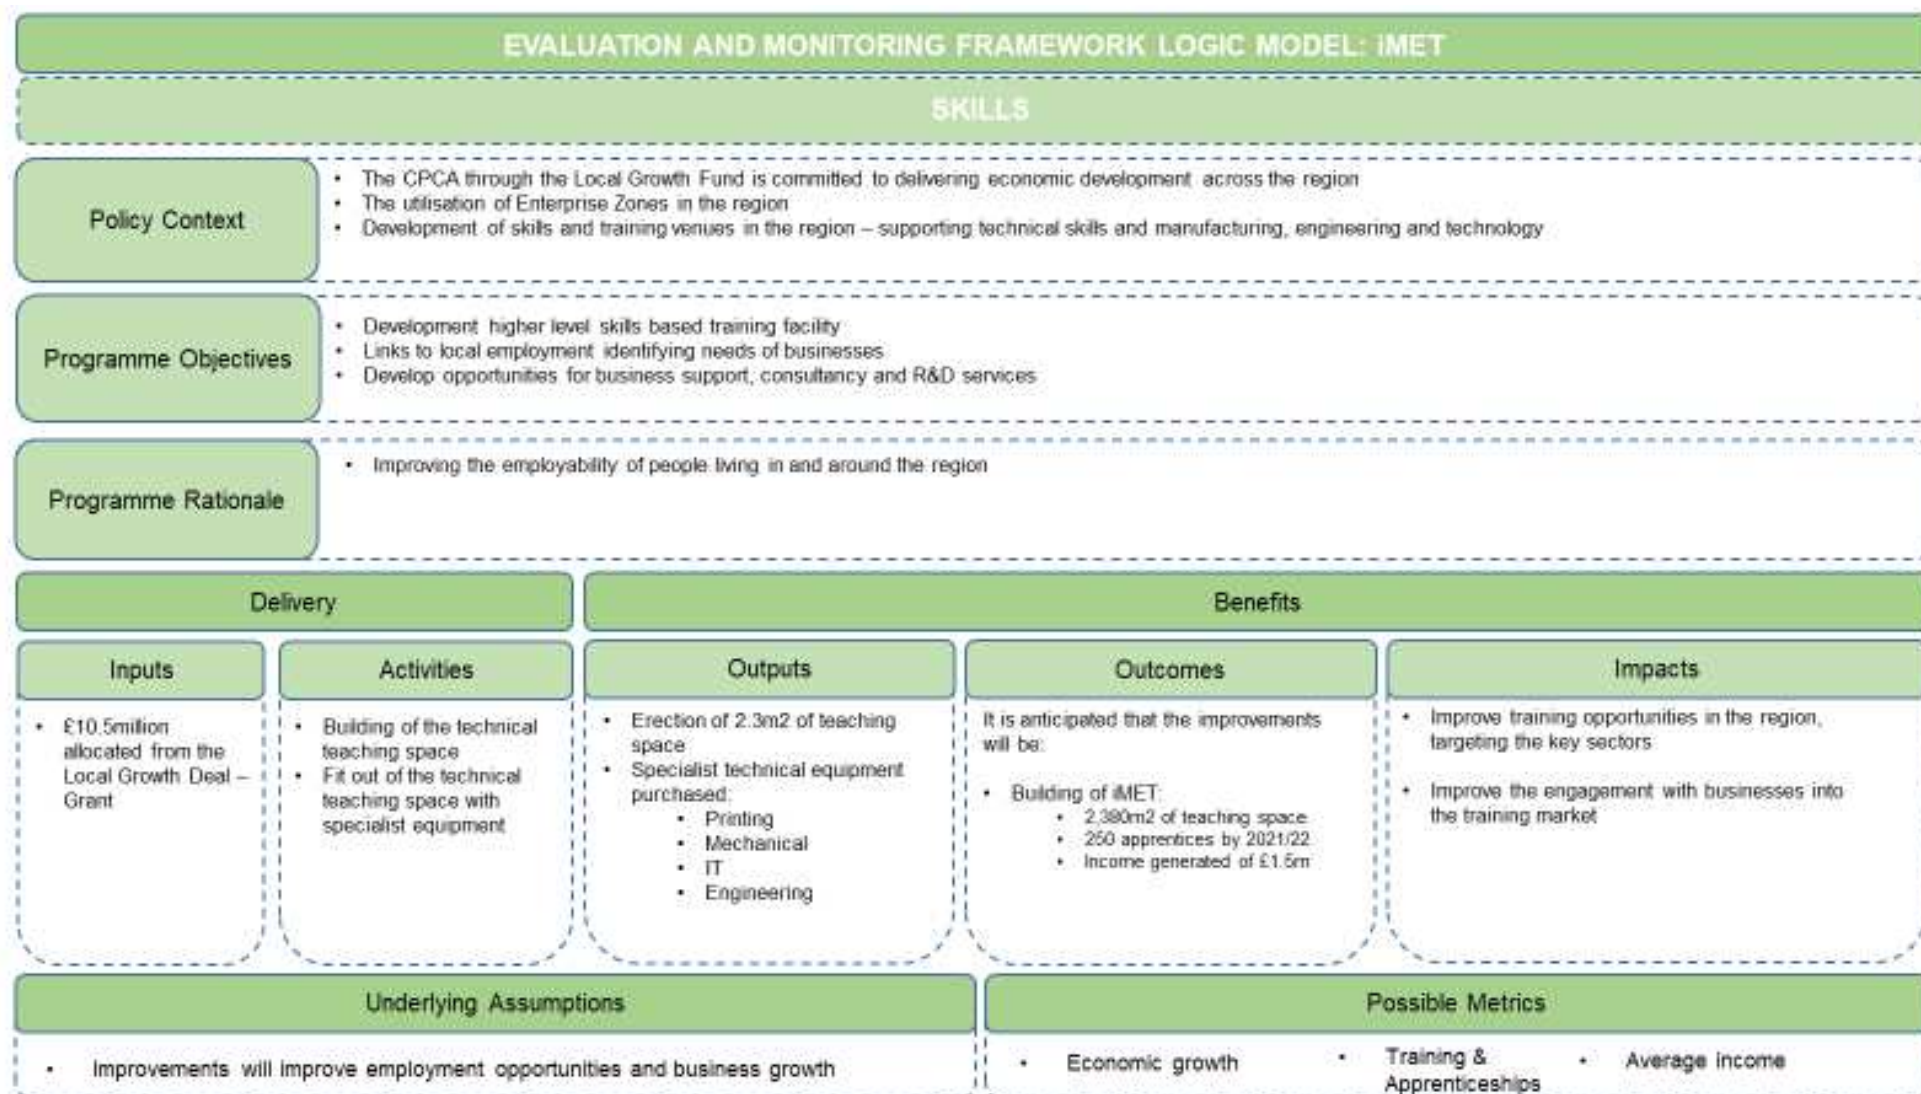 EVALUATION AND MONITORING FRAMEWORK LOGIC MODEL: iMET
SKILLS
Policy Context
• The CPCA through the Local Growth Fund is committed to delivering economic development across the region
• The utilisation of Enterprise Zones in the region
• Development of skills and training venues in the region – supporting technical skills and manufacturing, engineering and technology
Programme Objectives
• Development higher level skills based training facility
• Links to local employment identifying needs of businesses
• Develop opportunities for business support, consultancy and R&D services
Programme Rationale
• Improving the employability of people living in and around the region
Delivery
Benefits
Inputs
• £10.5million
allocated from the
Local Growth Deal –
Grant
Activities
• Building of the technical
teaching space
• Fit out of the technical
teaching space with
specialist equipment
Outputs
• Erection of 2.3m2 of teaching
space
• Specialist technical equipment
purchased:
• Printing
• Mechanical
• IT
• Engineering
Outcomes
It is anticipated that the improvements
will be:
• Building of iMET:
• 2,380m2 of teaching space
• 250 apprentices by 2021/22
• Income generated of £1.5m
Impacts
• Improve training opportunities in the region,
targeting the key sectors
• Improve the engagement with businesses into
the training market
Underlying Assumptions
• Improvements will improve employment opportunities and business growth
Possible Metrics
• Economic growth
• Training &
Apprenticeships
• Average income